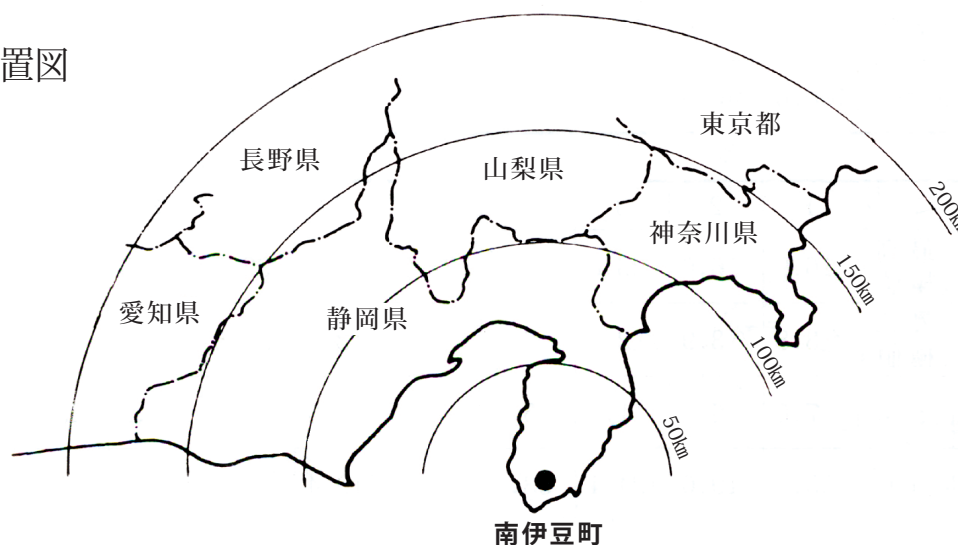 置図
東京都
長野県
山梨県
神奈川県
愛知県
静岡県
200km
150km
100km
50km
南伊豆町